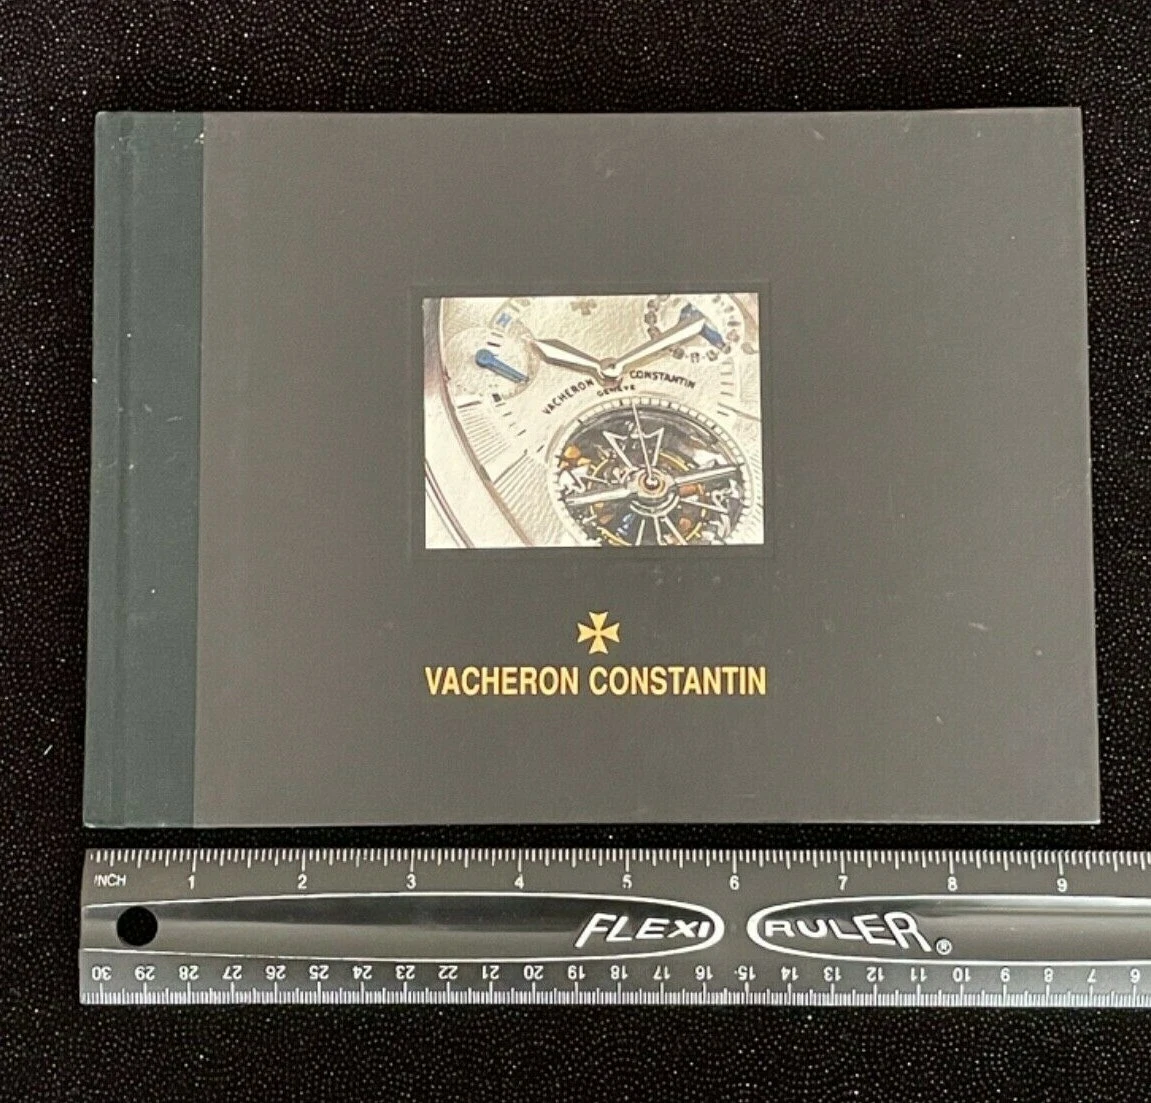 VACHERON CONSTANTIN
GENÈVE
VACHERON CONSTANTIN
INCH 1 2 3 4 5 6 7 8 9
FLEXI RULER®
30 29 28 27 26 25 24 23 22 21 20 19 18 17 16 15 14 13 12 11 10 9 8 7 6